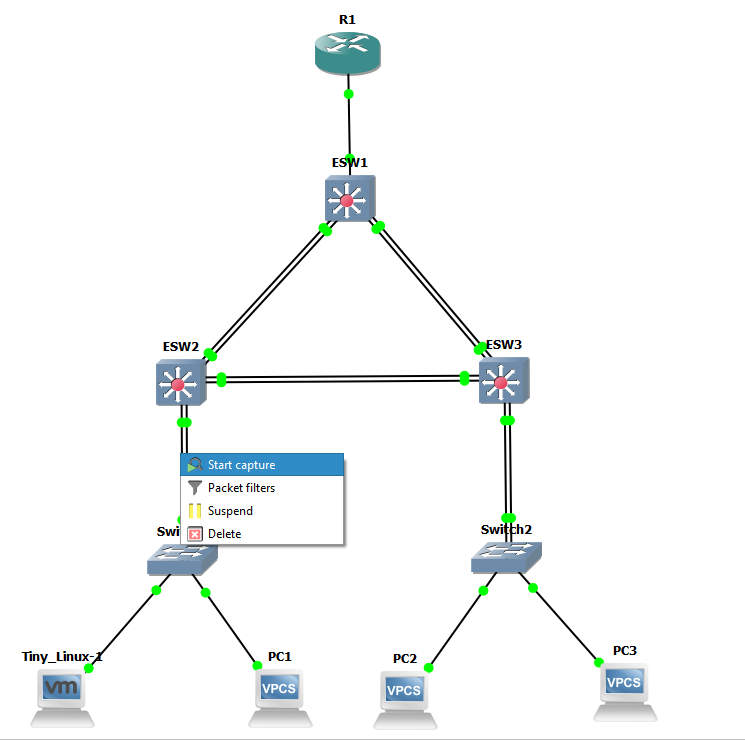 R1
ESW1
ESW2
ESW3
Start capture
Packet filters
Suspend
Delete
Swi
Switch2
Tiny_Linux-1
PC1
PC2
PC3
vm
VPCS
VPCS
VPCS